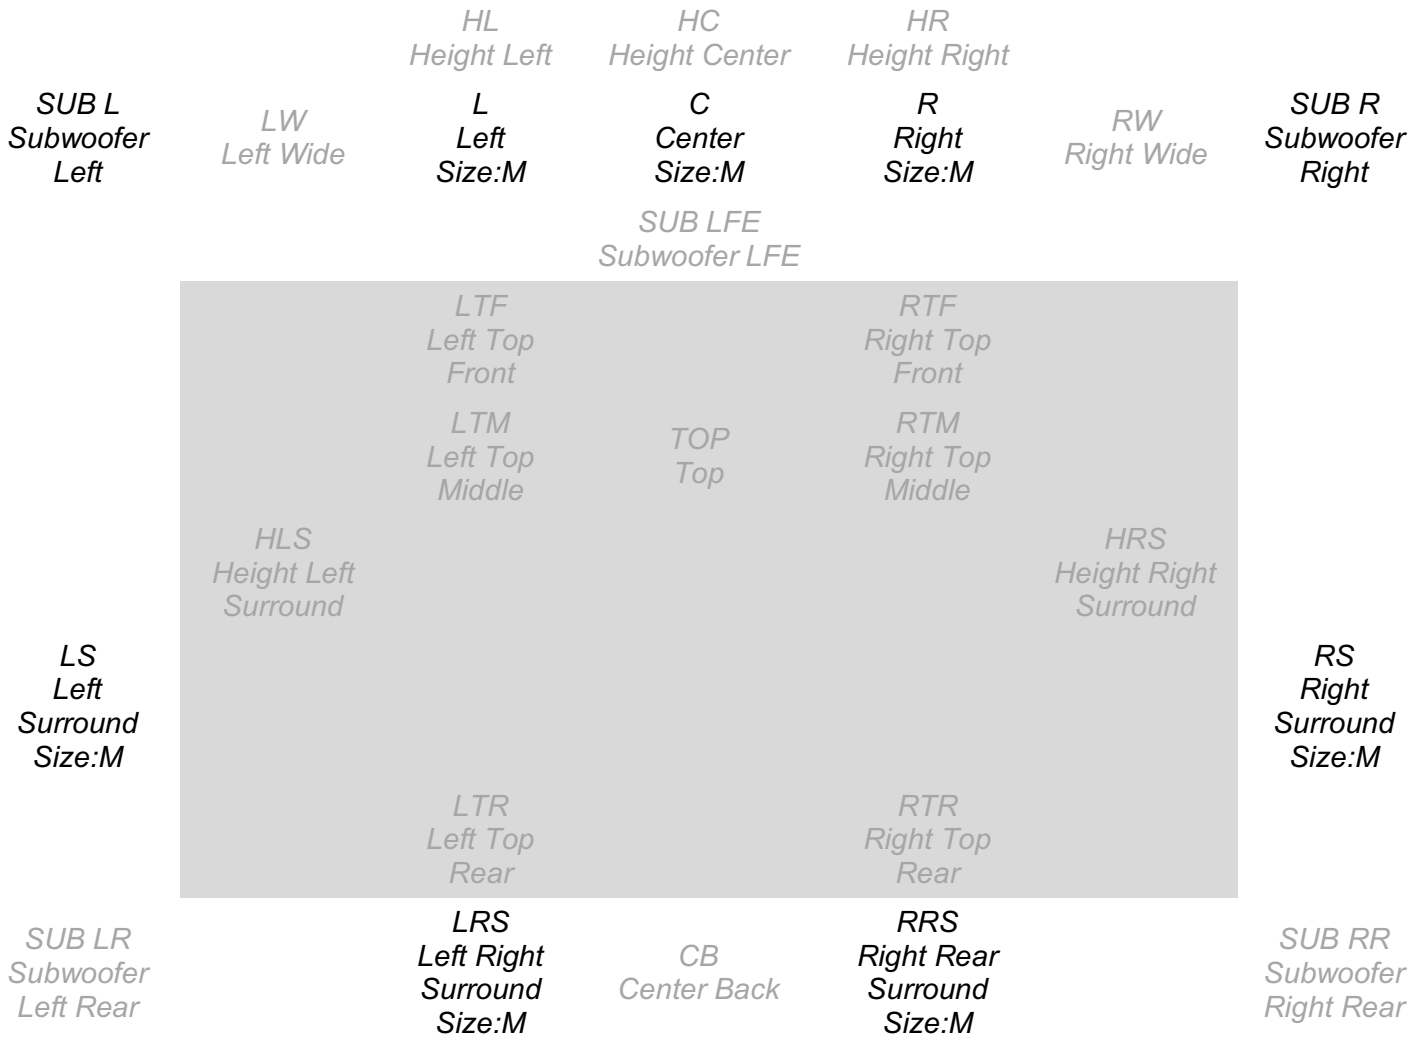 HL
Height Left
HC
Height Center
HR
Height Right
SUB L
Subwoofer
Left
LW
Left Wide
L
Left
Size:M
C
Center
Size:M
R
Right
Size:M
RW
Right Wide
SUB R
Subwoofer
Right
SUB LFE
Subwoofer LFE
LTF
Left Top
Front
RTF
Right Top
Front
LTM
Left Top
Middle
TOP
Top
RTM
Right Top
Middle
HLS
Height Left
Surround
HRS
Height Right
Surround
LS
Left
Surround
Size:M
RS
Right
Surround
Size:M
LTR
Left Top
Rear
RTR
Right Top
Rear
SUB LR
Subwoofer
Left Rear
LRS
Left Right
Surround
Size:M
CB
Center Back
RRS
Right Rear
Surround
Size:M
SUB RR
Subwoofer
Right Rear